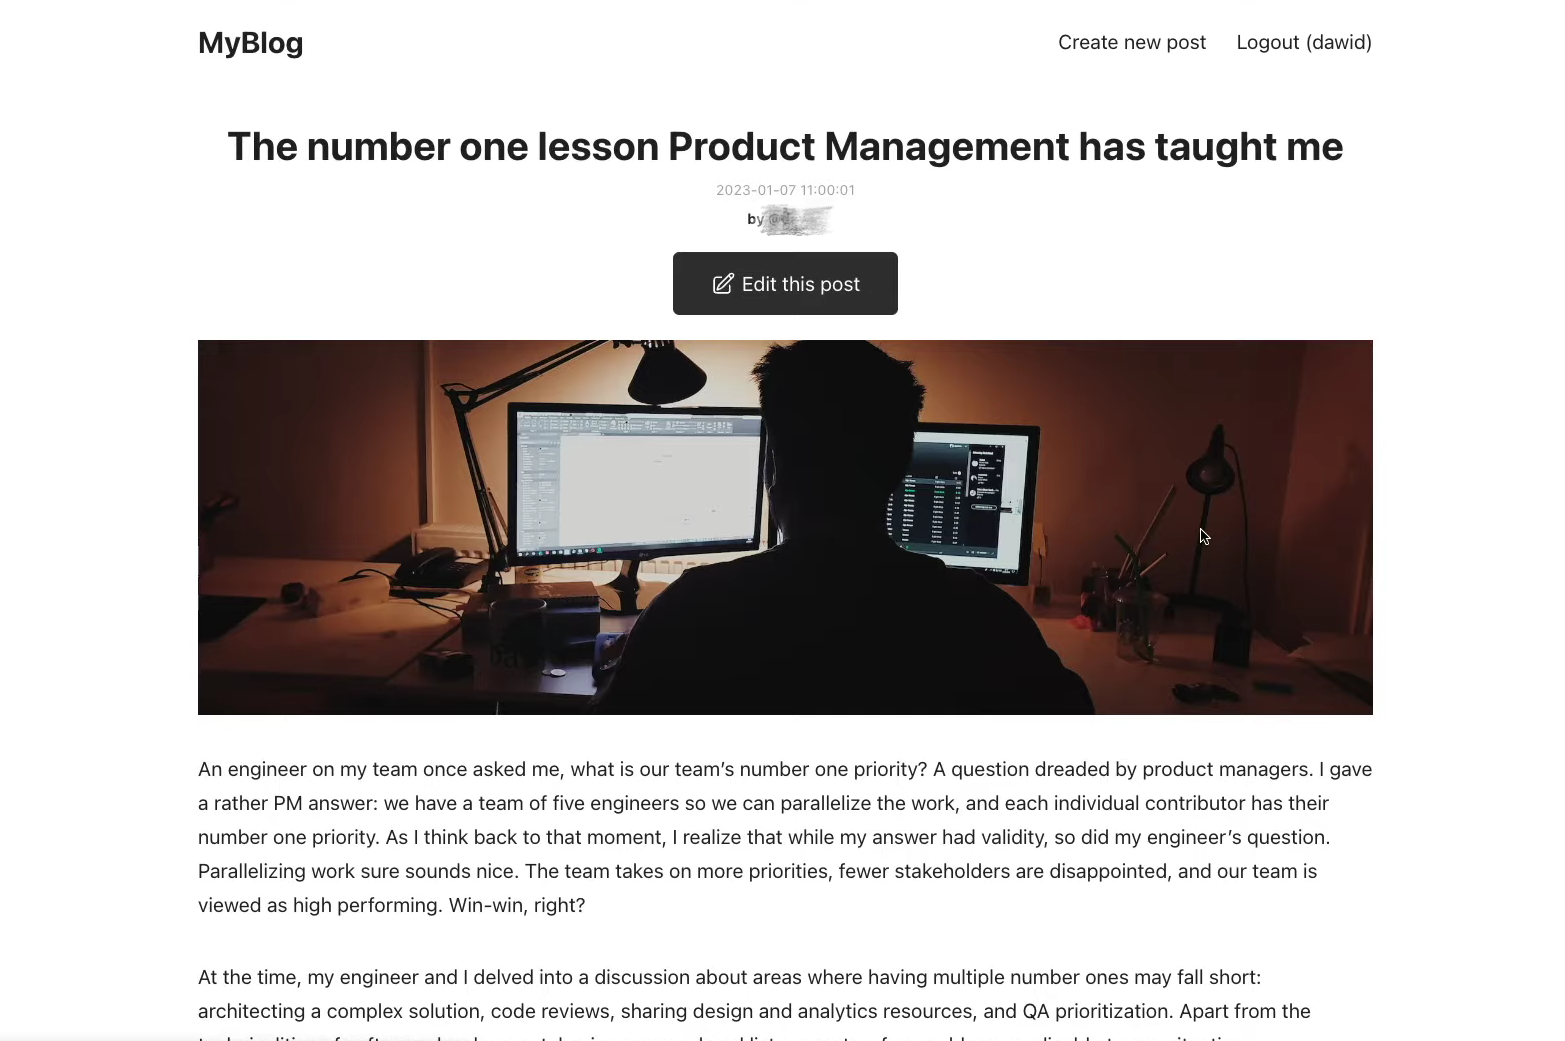 MyBlog
Create new post
Logout (dawid)
The number one lesson Product Management has taught me
2023-01-07 11:00:01
by
Edit this post
An engineer on my team once asked me, what is our team’s number one priority? A question dreaded by product managers. I gave
a rather PM answer: we have a team of five engineers so we can parallelize the work, and each individual contributor has their
number one priority. As I think back to that moment, I realize that while my answer had validity, so did my engineer’s question.
Parallelizing work sure sounds nice. The team takes on more priorities, fewer stakeholders are disappointed, and our team is
viewed as high performing. Win-win, right?
At the time, my engineer and I delved into a discussion about areas where having multiple number ones may fall short:
architecting a complex solution, code reviews, sharing design and analytics resources, and QA prioritization. Apart from the